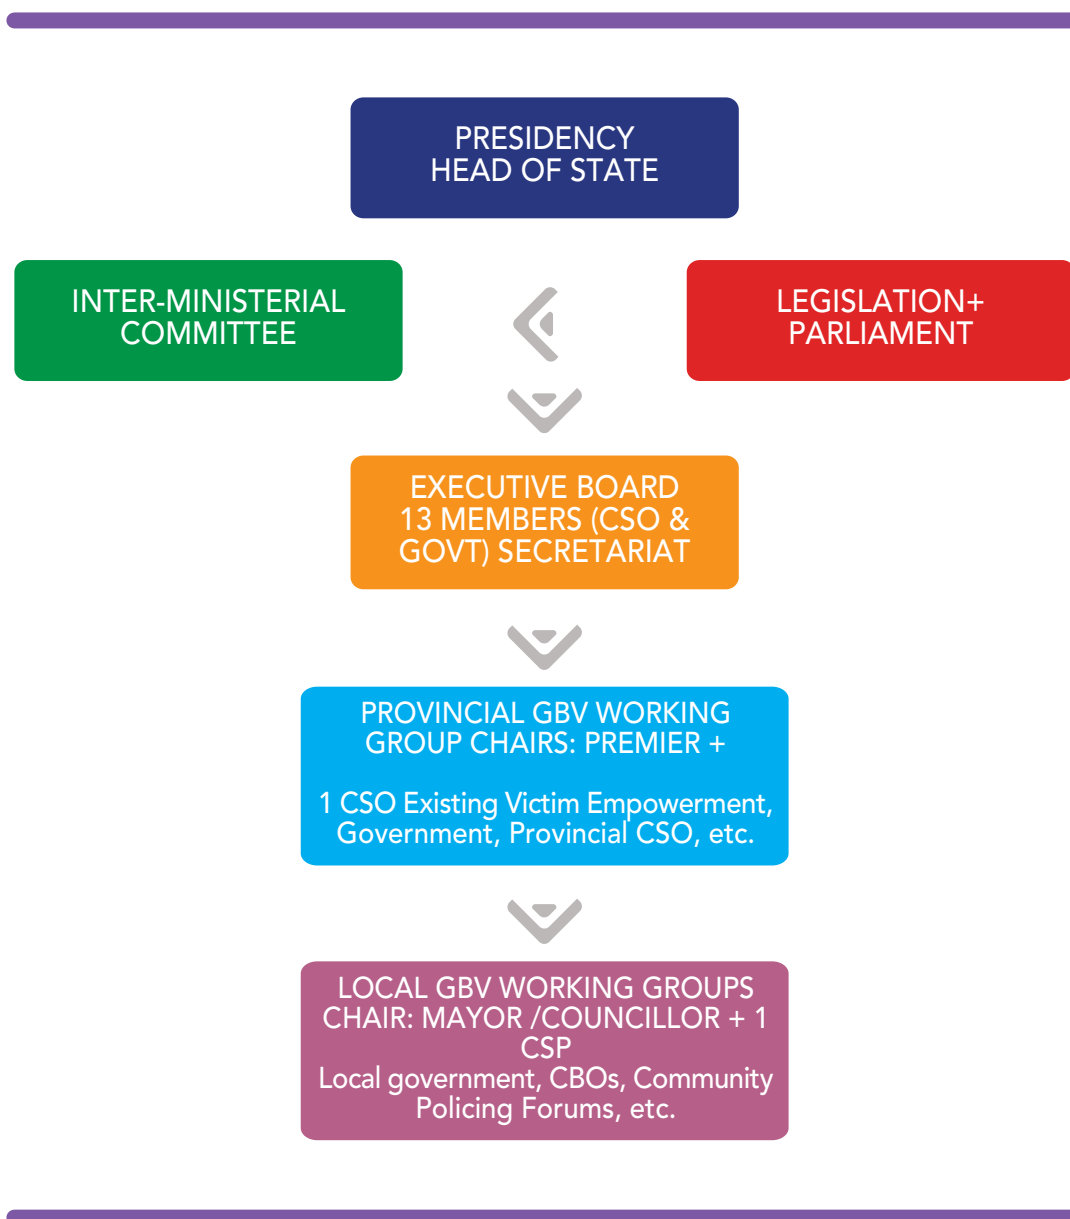 PRESIDENCY
HEAD OF STATE
INTER-MINISTERIAL
COMMITTEE
LEGISLATION+
PARLIAMENT
EXECUTIVE BOARD
13 MEMBERS (CSO &
GOVT) SECRETARIAT
PROVINCIAL GBV WORKING
GROUP CHAIRS: PREMIER +
1 CSO Existing Victim Empowerment,
Government, Provincial CSO, etc.
LOCAL GBV WORKING GROUPS
CHAIR: MAYOR /COUNCILLOR + 1
CSP
Local government, CBOs, Community
Policing Forums, etc.